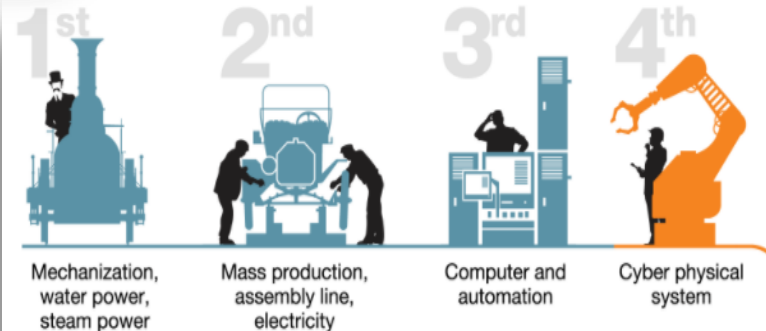 1st
2nd
3rd
4th
Mechanization,
water power,
steam power
Mass production,
assembly line,
electricity
Computer and
automation
Cyber physical
system